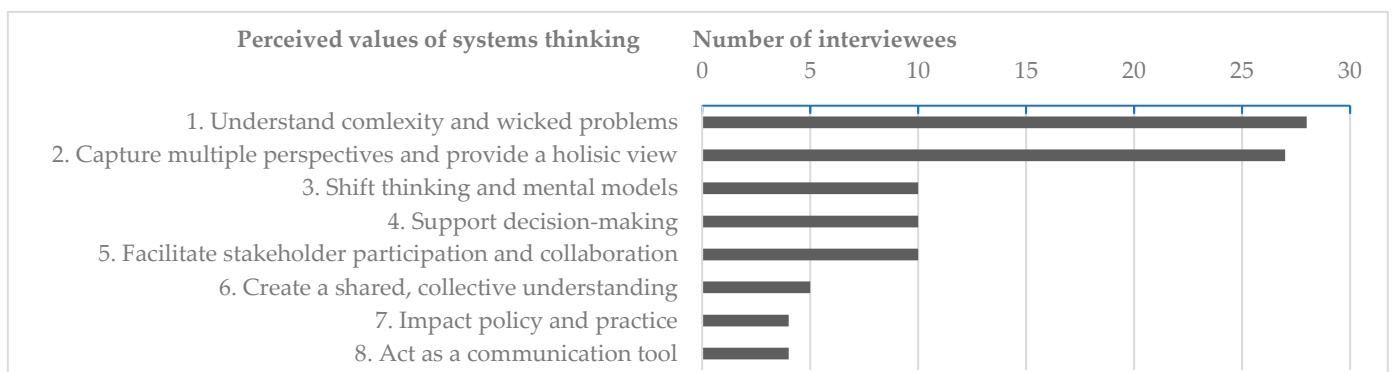 Perceived values of systems thinking Number of interviewees
0 5 10 15 20 25 30
1. Understand comlexity and wicked problems
2. Capture multiple perspectives and provide a holisic view
3. Shift thinking and mental models
4. Support decision-making
5. Facilitate stakeholder participation and collaboration
6. Create a shared, collective understanding
7. Impact policy and practice
8. Act as a communication tool